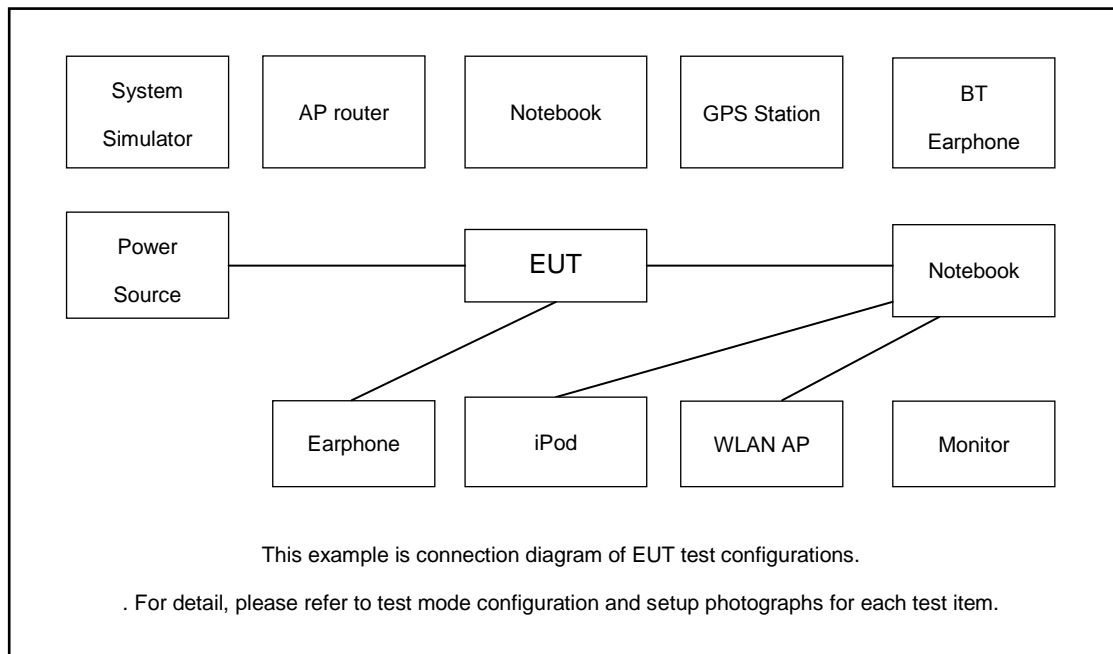 System
Simulator
AP router
Notebook
GPS Station
BT
Earphone
Power
Source
EUT
Notebook
Earphone
iPod
WLAN AP
Monitor
This example is connection diagram of EUT test configurations.
. For detail, please refer to test mode configuration and setup photographs for each test item.